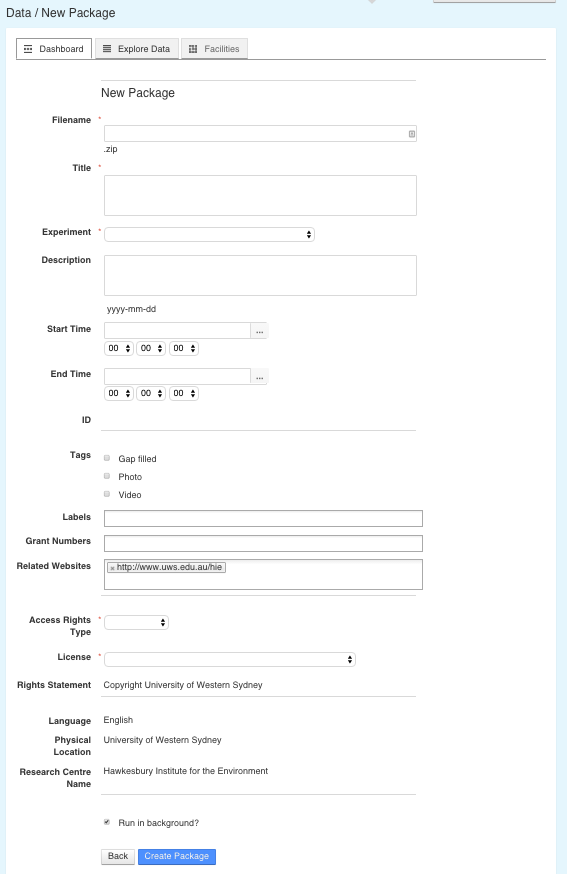 Data / New Package
Dashboard Explore Data Facilities
New Package
Filename *
.zip
Title *
Experiment *
Description
yyyy-mm-dd
Start Time ...
00 00 00
End Time ...
00 00 00
ID
Tags
Gap filled
Photo
Video
Labels
Grant Numbers
Related Websites × http://www.uws.edu.au/hie
Access Rights *
Type
License *
Rights Statement Copyright University of Western Sydney
Language English
Physical University of Western Sydney
Location
Research Centre Hawkesbury Institute for the Environment
Name
Run in background?
Back Create Package